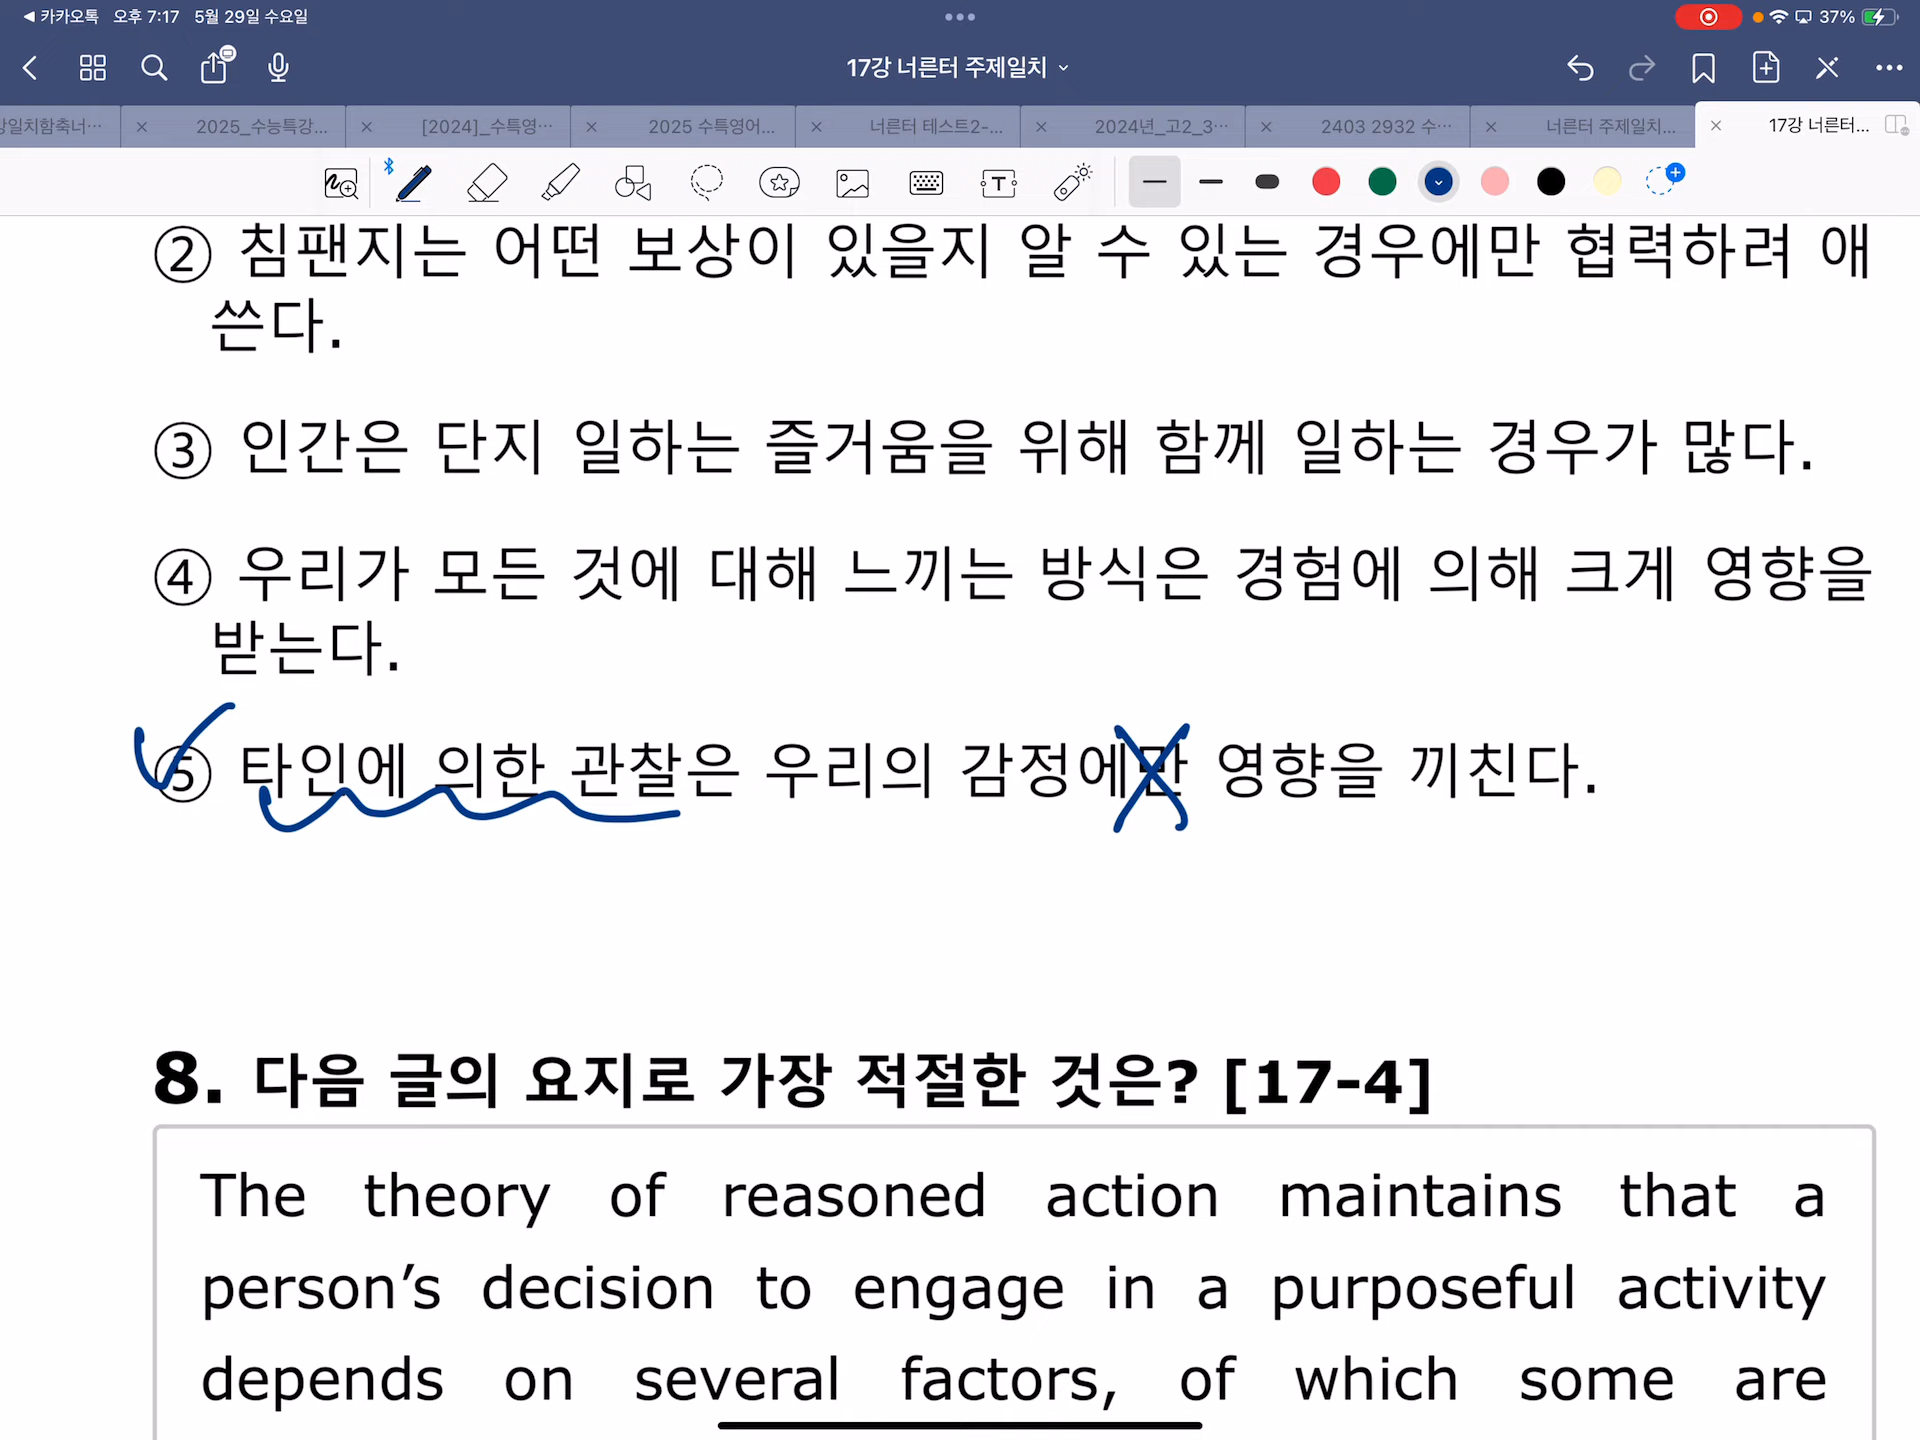 ◀ 카카오톡 오후 7:17 5월 29일 수요일
37%
17강 너른터 주제일치
강일치함축너…
2025_수능특강...
[2024]_수특영…
2025 수특영어...
너른터 테스트2-...
2024년_고2_3…
2403 2932 수…
너른터 주제일치...
17강 너른터...
② 침팬지는 어떤 보상이 있을지 알 수 있는 경우에만 협력하려 애
쓴다.
③ 인간은 단지 일하는 즐거움을 위해 함께 일하는 경우가 많다.
④ 우리가 모든 것에 대해 느끼는 방식은 경험에 의해 크게 영향을
받는다.
⑤ 타인에 의한 관찰은 우리의 감정에만 영향을 끼친다.
8. 다음 글의 요지로 가장 적절한 것은? [17-4]
The theory of reasoned action maintains that a
person's decision to engage in a purposeful activity
depends on several factors, of which some are